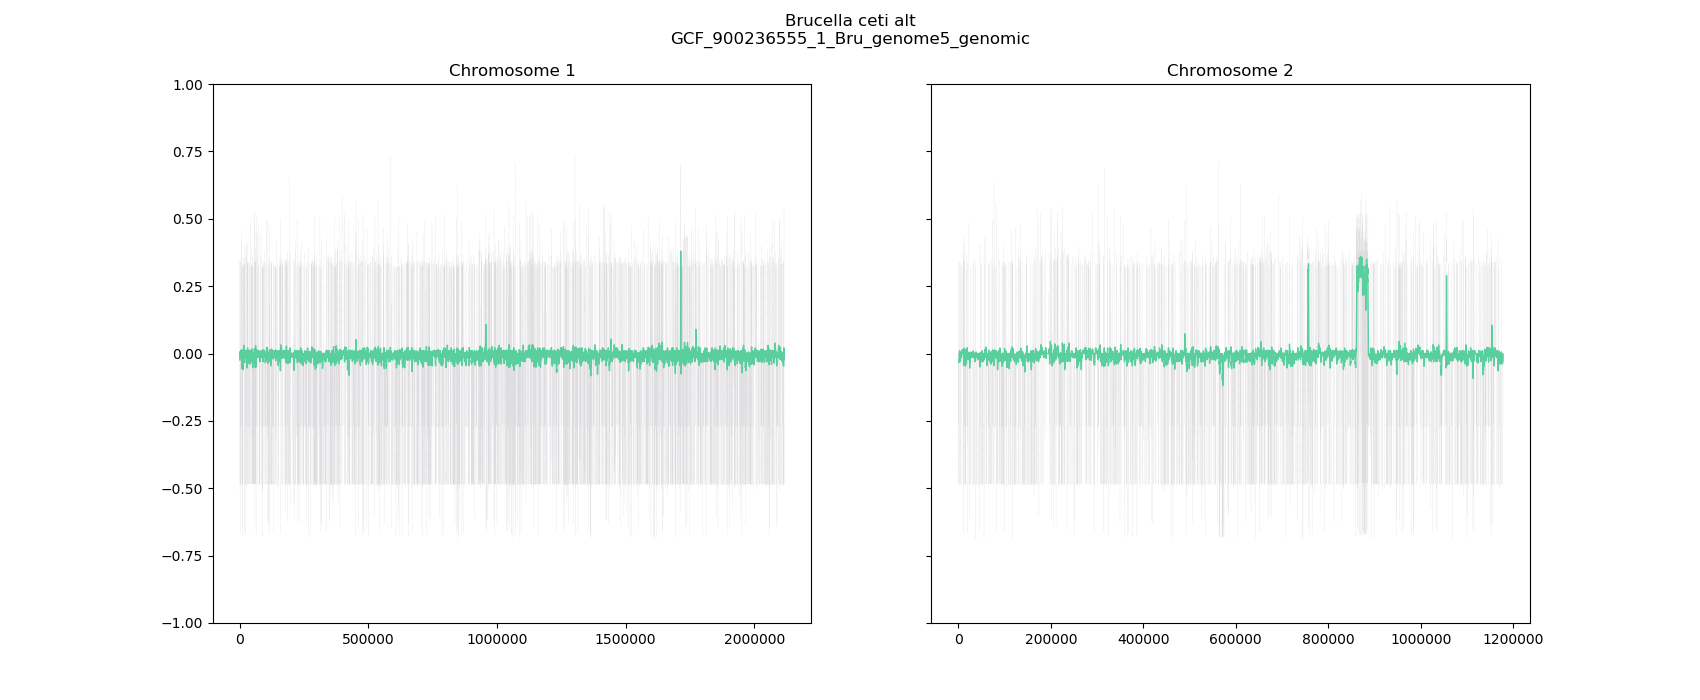 Brucella ceti alt
GCF_900236555_1_Bru_genome5_genomic
Chromosome 1
Chromosome 2
1.00
0.75
0.50
0.25
0.00
−0.25
−0.50
−0.75
−1.00
0 500000 1000000 1500000 2000000
0 200000 400000 600000 800000 1000000 1200000